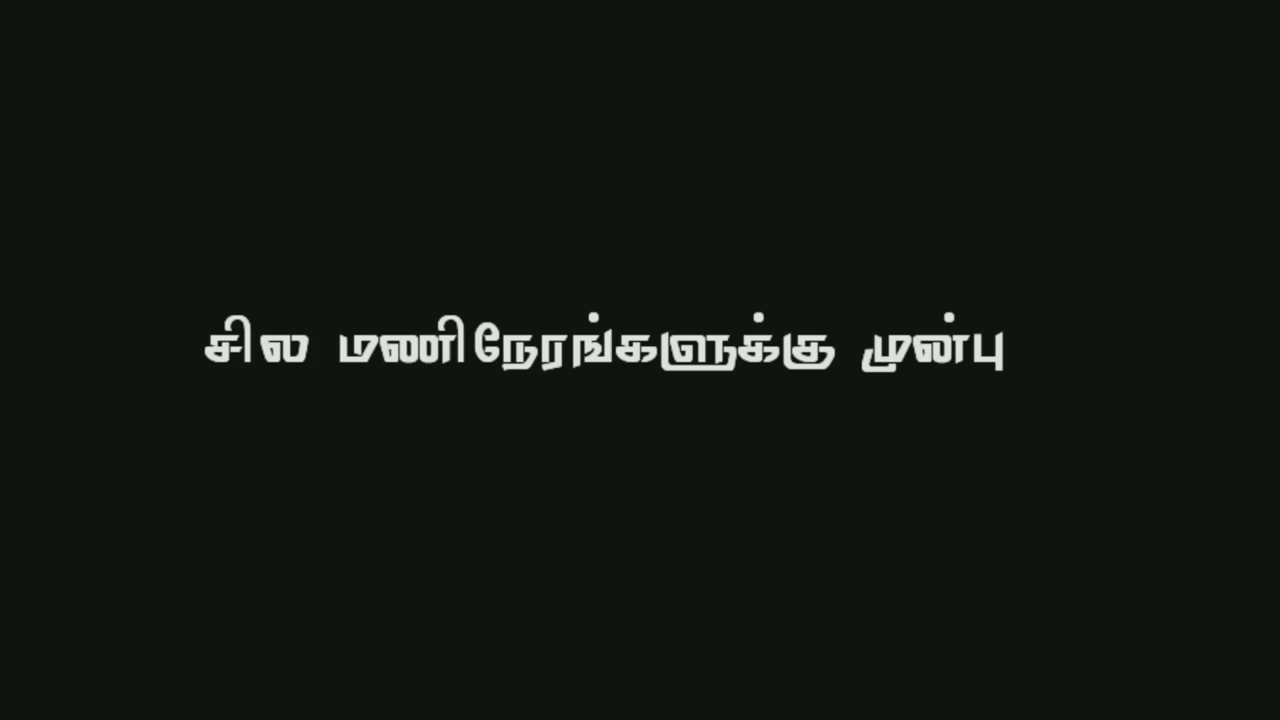 சில மணிநேரங்களுக்கு முன்பு